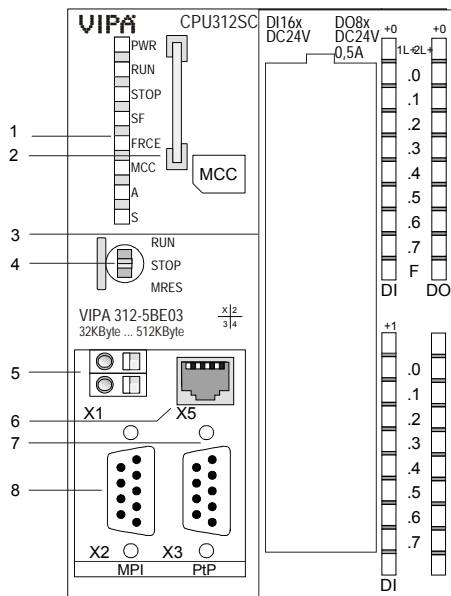 VIPA CPU312SC
PWR
RUN
STOP
SF
FRCE
MCC
A
S
MCC
1
2
3
4
RUN
STOP
MRES
VIPA 312-5BE03
32KByte ... 512KByte
X 2
3 4
5
6
7
8
X1 X5
X2 X3
MPI PtP
DI16x DO8x
DC24V DC24V
0,5A
+0 +0
1L+2L+
.0
.1
.2
.3
.4
.5
.6
.7
F
DI DO
+1
.0
.1
.2
.3
.4
.5
.6
.7
DI